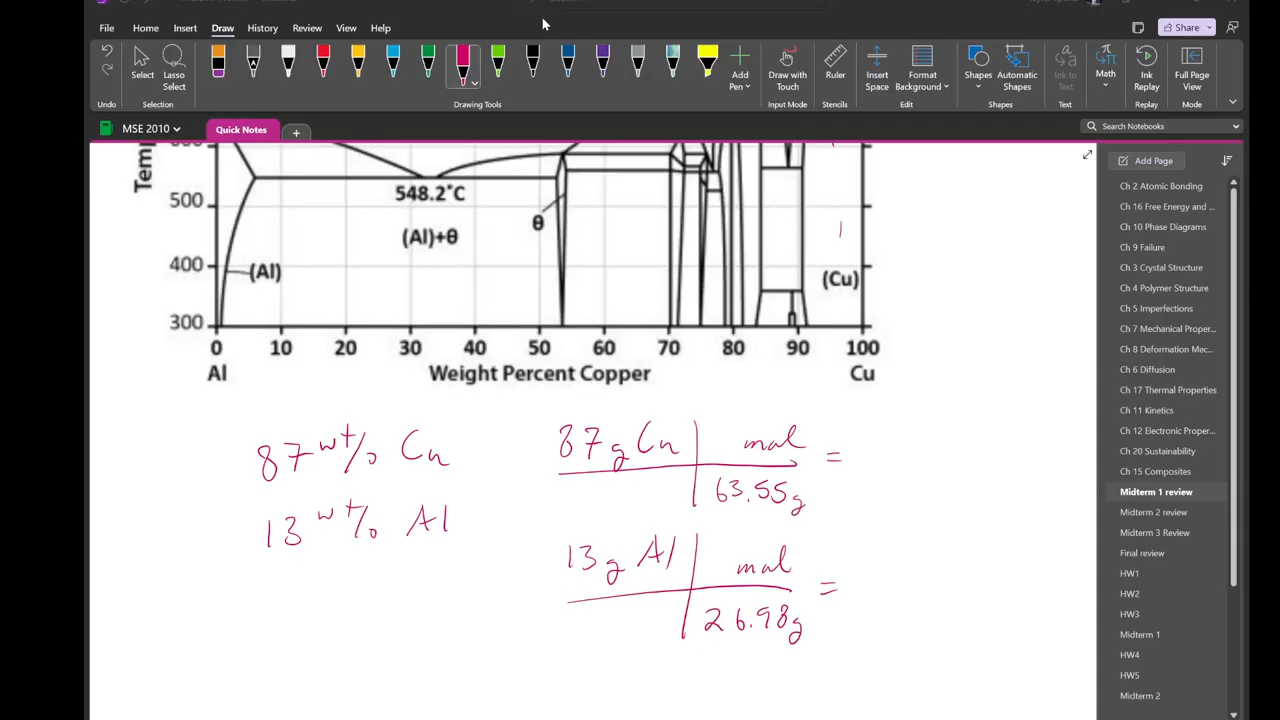 File Home Insert Draw History Review View Help Share
Undo
Select
Lasso Select
Selection
Drawing Tools
Add Pen
Draw with Touch
Input Mode
Ruler
Stencils
Insert Space
Format Background
Edit
Shapes
Automatic Shapes
Shapes
Ink to Text
Text
Math
Ink Replay
Replay
Full Page View
Mode
MSE 2010 Quick Notes + Search Notebooks
Add Page
Temp
500
400
300
548.2°C
(Al)+θ
θ
(Al)
(Cu)
0 10 20 30 40 50 60 70 80 90 100
Al Weight Percent Copper Cu
87 wt% Cu
13 wt% Al
87g Cu | mol =
63.55g
13g Al | mol =
26.98g
Ch 2 Atomic Bonding
Ch 16 Free Energy and ...
Ch 10 Phase Diagrams
Ch 9 Failure
Ch 3 Crystal Structure
Ch 4 Polymer Structure
Ch 5 Imperfections
Ch 7 Mechanical Proper...
Ch 8 Deformation Mec...
Ch 6 Diffusion
Ch 17 Thermal Properties
Ch 11 Kinetics
Ch 12 Electronic Proper...
Ch 20 Sustainability
Ch 15 Composites
Midterm 1 review
Midterm 2 review
Midterm 3 Review
Final review
HW1
HW2
HW3
Midterm 1
HW4
HW5
Midterm 2